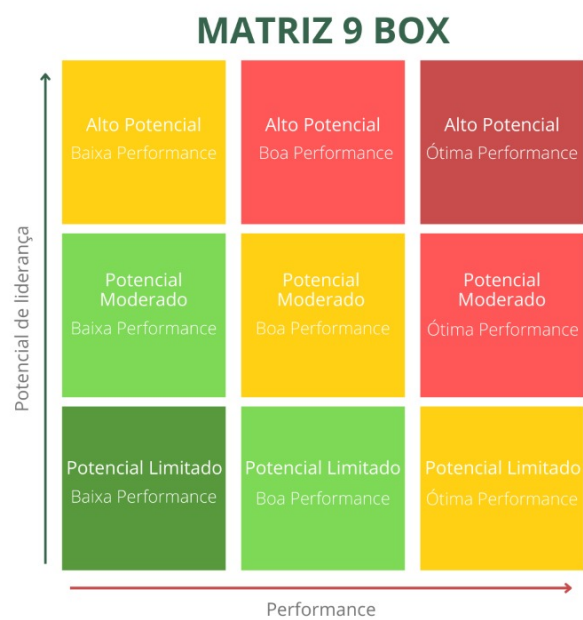 MATRIZ 9 BOX
Potencial de liderança
Alto Potencial
Baixa Performance
Alto Potencial
Boa Performance
Alto Potencial
Ótima Performance
Potencial
Moderado
Baixa Performance
Potencial
Moderado
Boa Performance
Potencial
Moderado
Ótima Performance
Potencial Limitado
Baixa Performance
Potencial Limitado
Boa Performance
Potencial Limitado
Ótima Performance
Performance